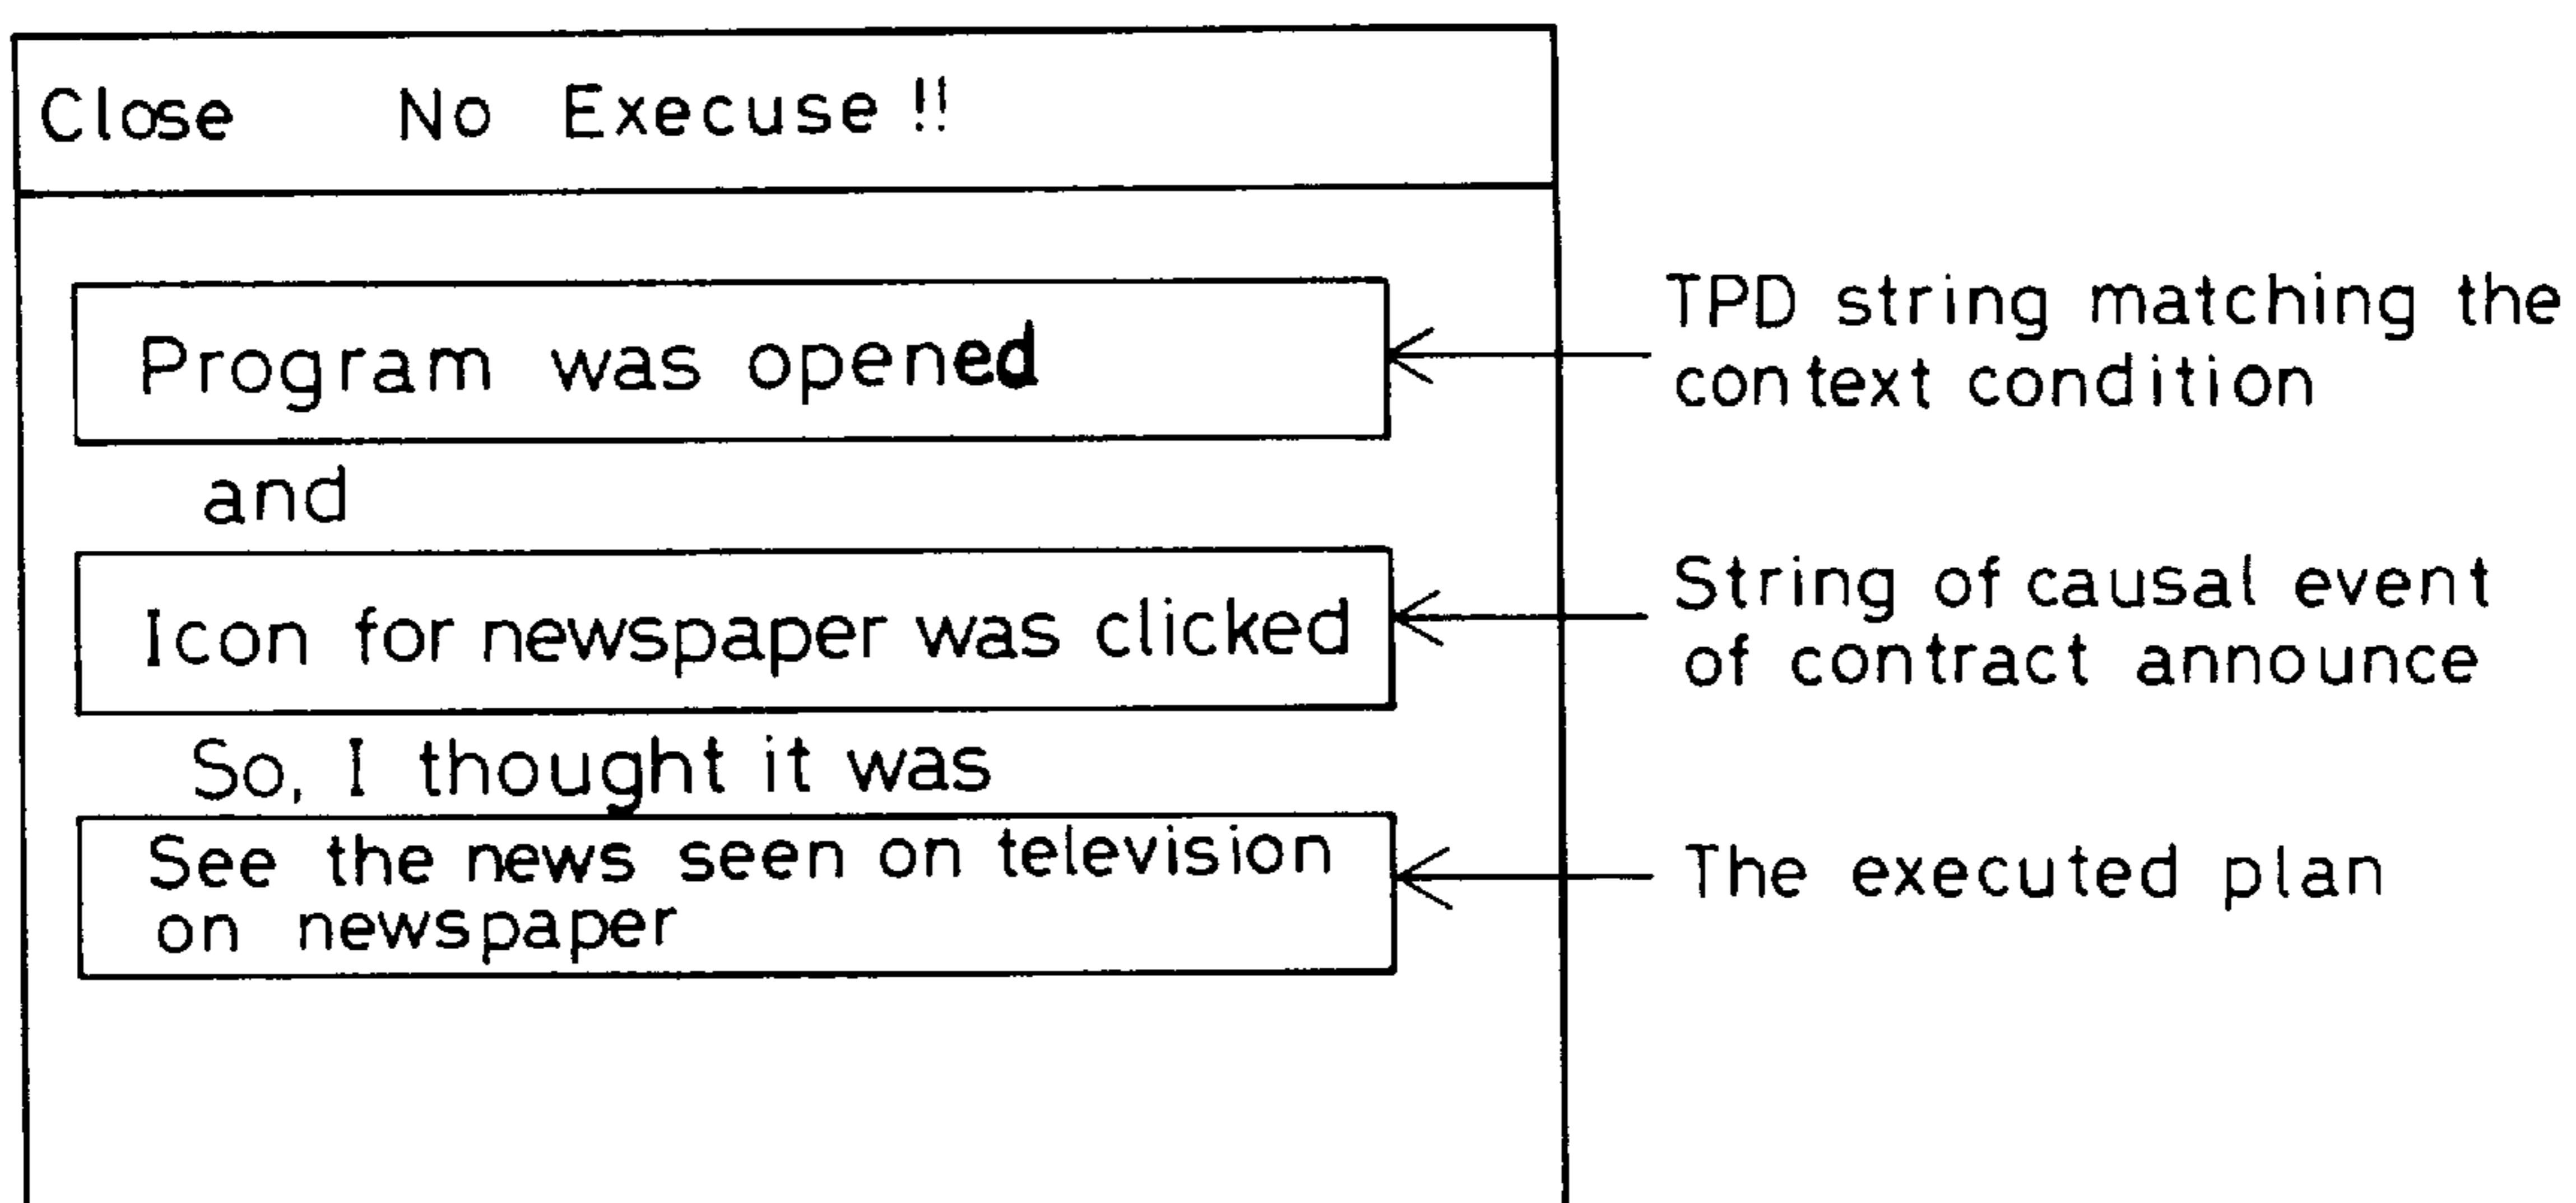 Close No Execuse !!
Program was opened
TPD string matching the
context condition
and
Icon for newspaper was clicked
String of causal event
of contract announce
So, I thought it was
See the news seen on television
on newspaper
The executed plan